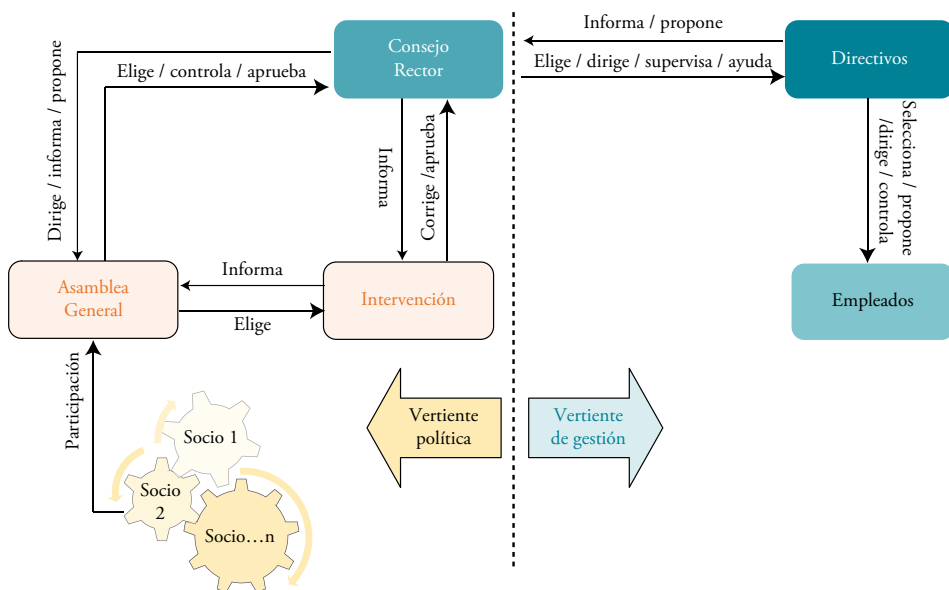 Informa / propone
Consejo
Rector
Directivos
Elige / dirige / supervisa / ayuda
Elige / controla / aprueba
Dirige / informa / propone
Informa
Corrige /aprueba
Selecciona / propone
/dirige / controla
Asamblea
General
Informa
Elige
Intervención
Empleados
Participación
Socio 1
Socio
2
Socio…n
Vertiente
política
Vertiente
de gestión